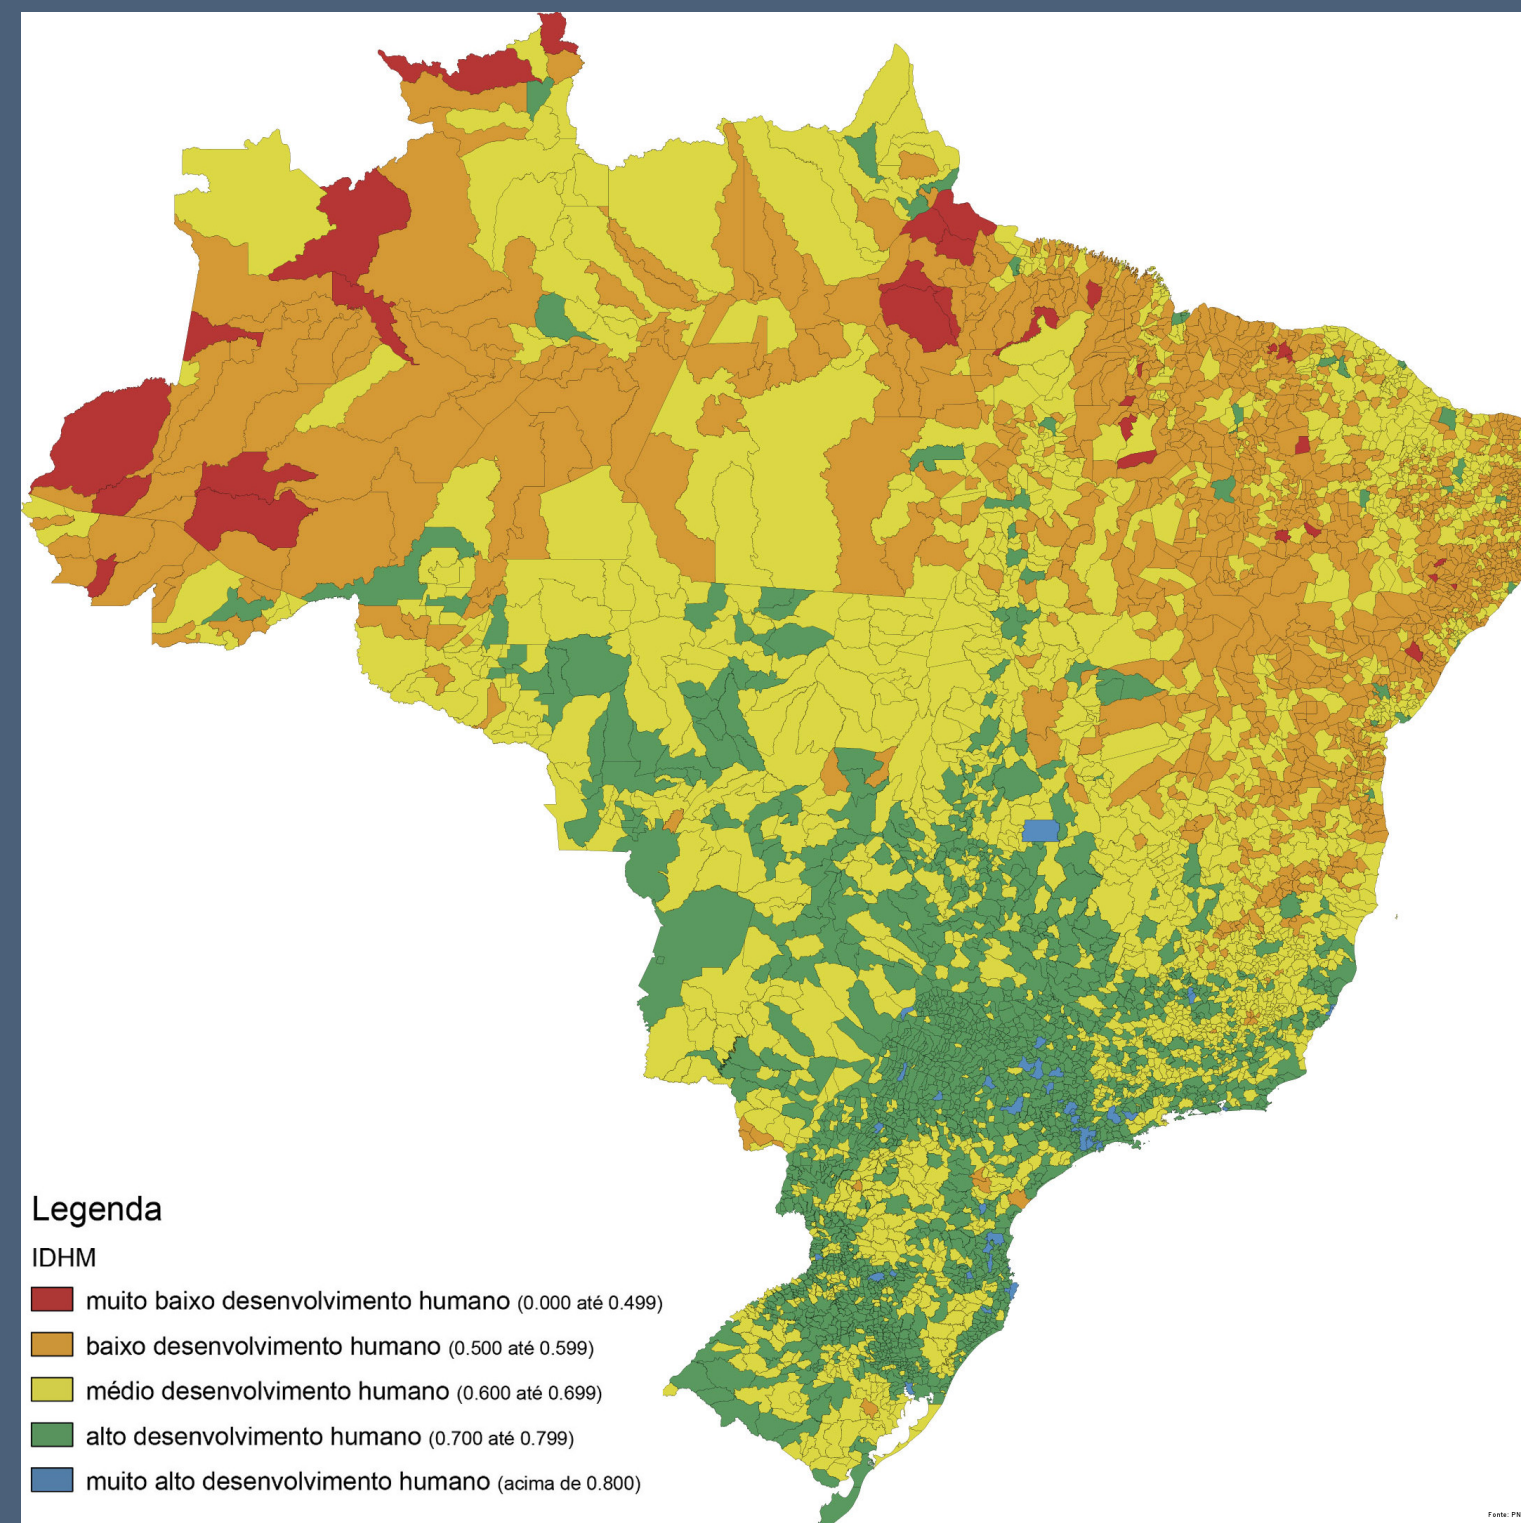 Legenda
IDHM
muito baixo desenvolvimento humano (0.000 até 0.499)
baixo desenvolvimento humano (0.500 até 0.599)
médio desenvolvimento humano (0.600 até 0.699)
alto desenvolvimento humano (0.700 até 0.799)
muito alto desenvolvimento humano (acima de 0.800)
Fonte: PN